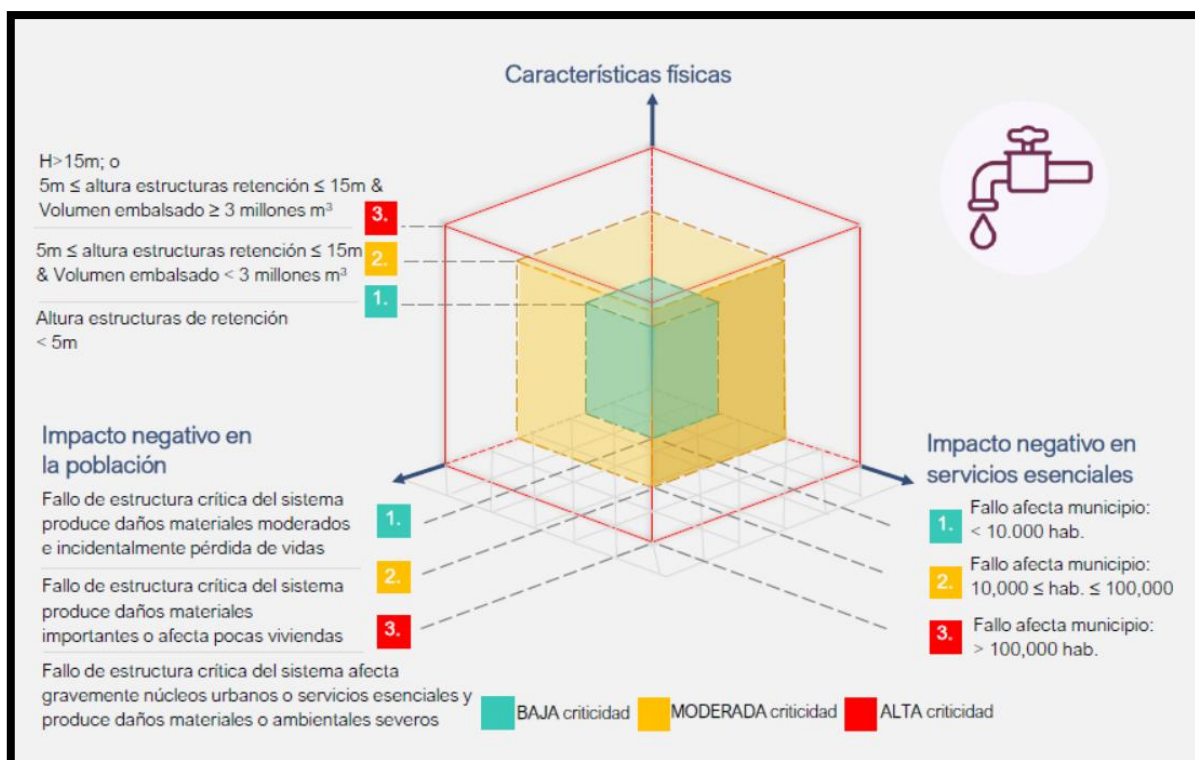 Características físicas
H>15m; o
5m ≤ altura estructuras retención ≤ 15m &
Volumen embalsado ≥ 3 millones m³
3.
5m ≤ altura estructuras retención ≤ 15m
& Volumen embalsado < 3 millones m³
2.
1.
Altura estructuras de retención
< 5m
Impacto negativo en
la población
Fallo de estructura crítica del sistema
produce daños materiales moderados
e incidentalmente pérdida de vidas
1.
Fallo de estructura crítica del sistema
produce daños materiales
importantes o afecta pocas viviendas
2.
3.
Fallo de estructura crítica del sistema afecta
gravemente núcleos urbanos o servicios esenciales y
produce daños materiales o ambientales severos
Impacto negativo en
servicios esenciales
1.
Fallo afecta municipio:
< 10.000 hab.
2.
Fallo afecta municipio:
10,000 ≤ hab. ≤ 100,000
3.
Fallo afecta municipio:
> 100,000 hab.
BAJA criticidad
MODERADA criticidad
ALTA criticidad